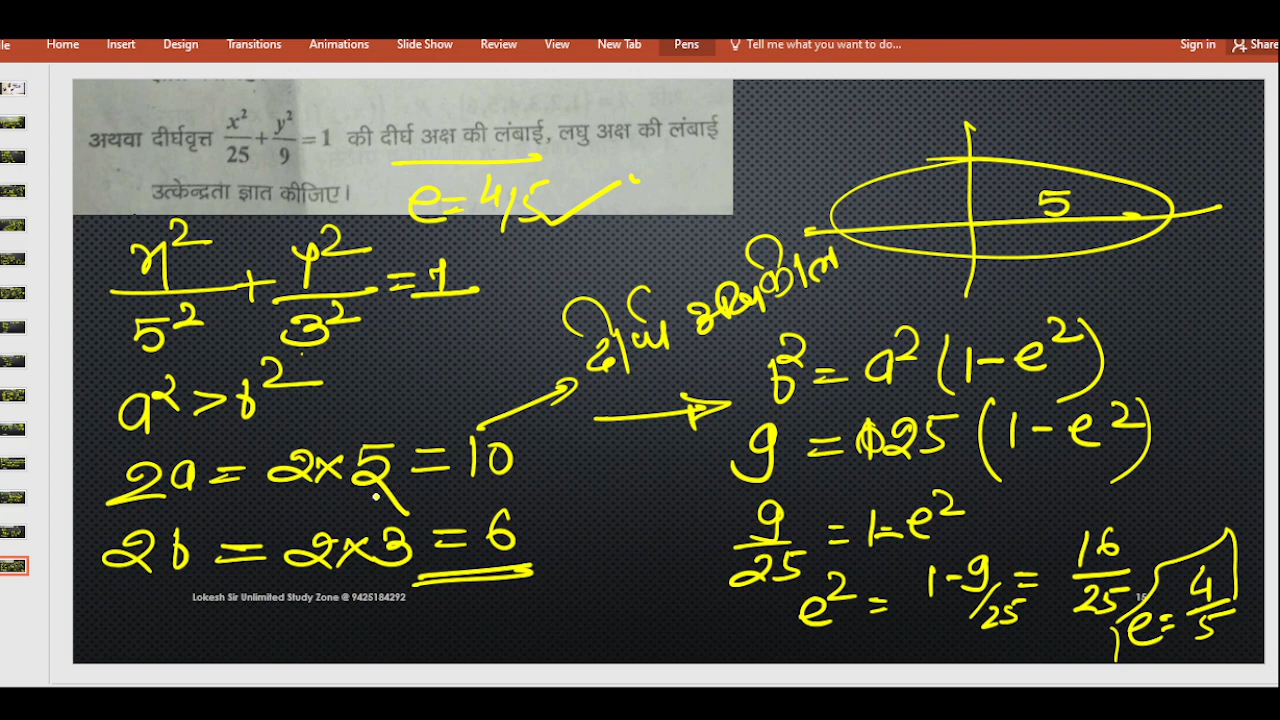 Home Insert Design Transitions Animations Slide Show Review View New Tab Pens Tell me what you want to do... Sign in Share
अथवा दीर्घवृत्त x²/25 + y²/9 = 1 की दीर्घ अक्ष की लंबाई, लघु अक्ष की लंबाई
उत्केन्द्रता ज्ञात कीजिए।
e = 4/5
5
x²/5² + y²/3² = 1
a² > b²
2a = 2×5 = 10
2b = 2×3 = 6
दीर्घ
b² = a² (1 - e²)
9 = 25 (1 - e²)
9/25 = 1 - e²
e² = 1 - 9/25 = 16/25
e = 4/5
Lokesh Sir Unlimited Study Zone @ 9425184292